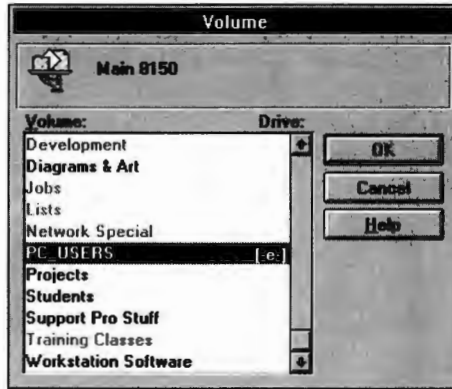 Volume
Main 8150
Volume: Drive:
Development
Diagrams & Art
Jobs
Lists
Network Special
PC_USERS [-e-]
Projects
Students
Support Pro Stuff
Training Classes
Workstation Software
OK
Cancel
Help